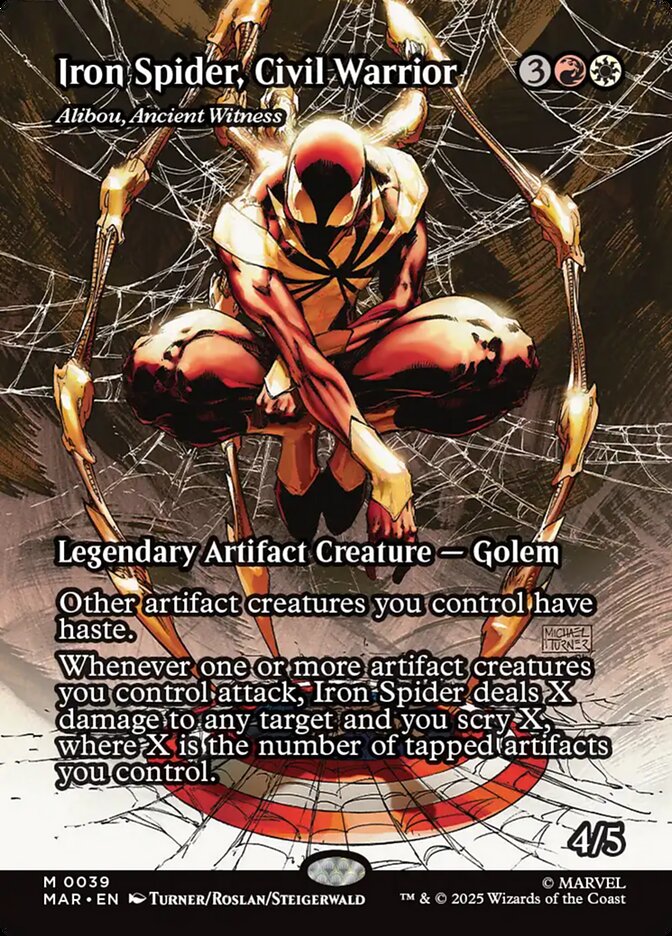 Iron Spider, Civil Warrior 3
Alibou, Ancient Witness
Legendary Artifact Creature — Golem
Other artifact creatures you control have
haste.
MICHAEL
TURNER
Whenever one or more artifact creatures
you control attack, Iron Spider deals X
damage to any target and you scry X,
where X is the number of tapped artifacts
you control.
4/5
M 0039
MAR • EN Turner/Roslan/Steigerwald
© MARVEL
™ & © 2025 Wizards of the Coast